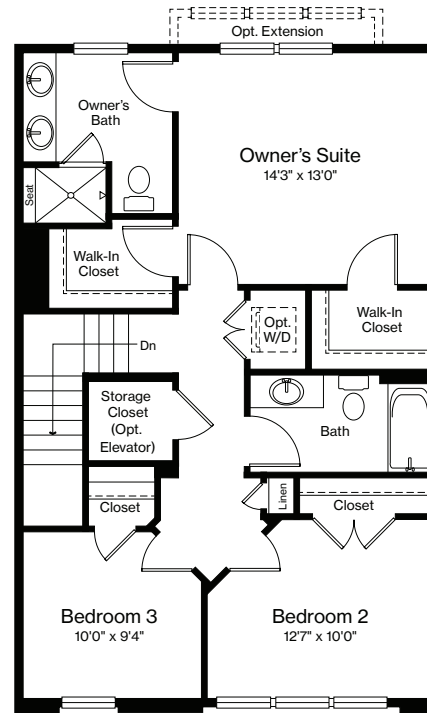 Opt. Extension
Owner's
Bath
Owner's Suite
14'3" x 13'0"
Seat
Walk-In
Closet
Walk-In
Closet
Opt.
W/D
Dn
Storage
Closet
(Opt.
Elevator)
Bath
Closet
Linen
Closet
Bedroom 3
10'0" x 9'4"
Bedroom 2
12'7" x 10'0"